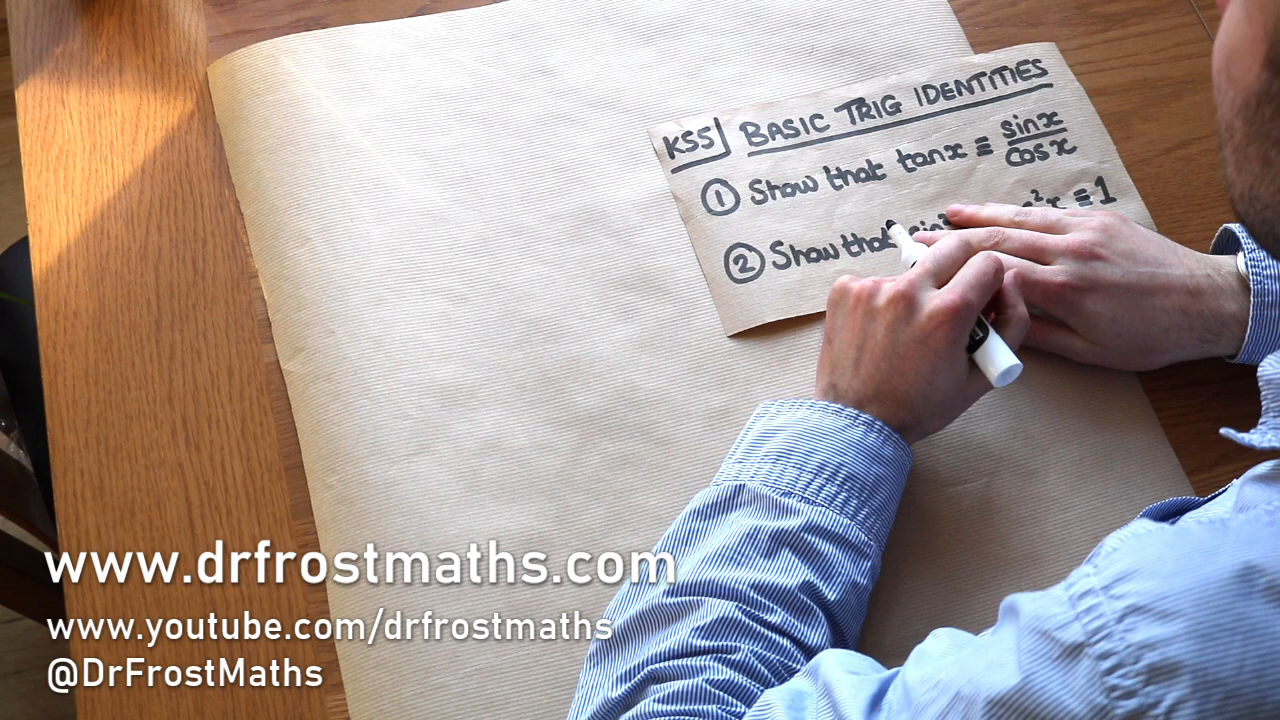 KS5 BASIC TRIG IDENTITIES
① Show that tanx ≡ sinx/cosx
② Show that sin²x ≡ 1
www.drfrostmaths.com
www.youtube.com/drfrostmaths
@DrFrostMaths